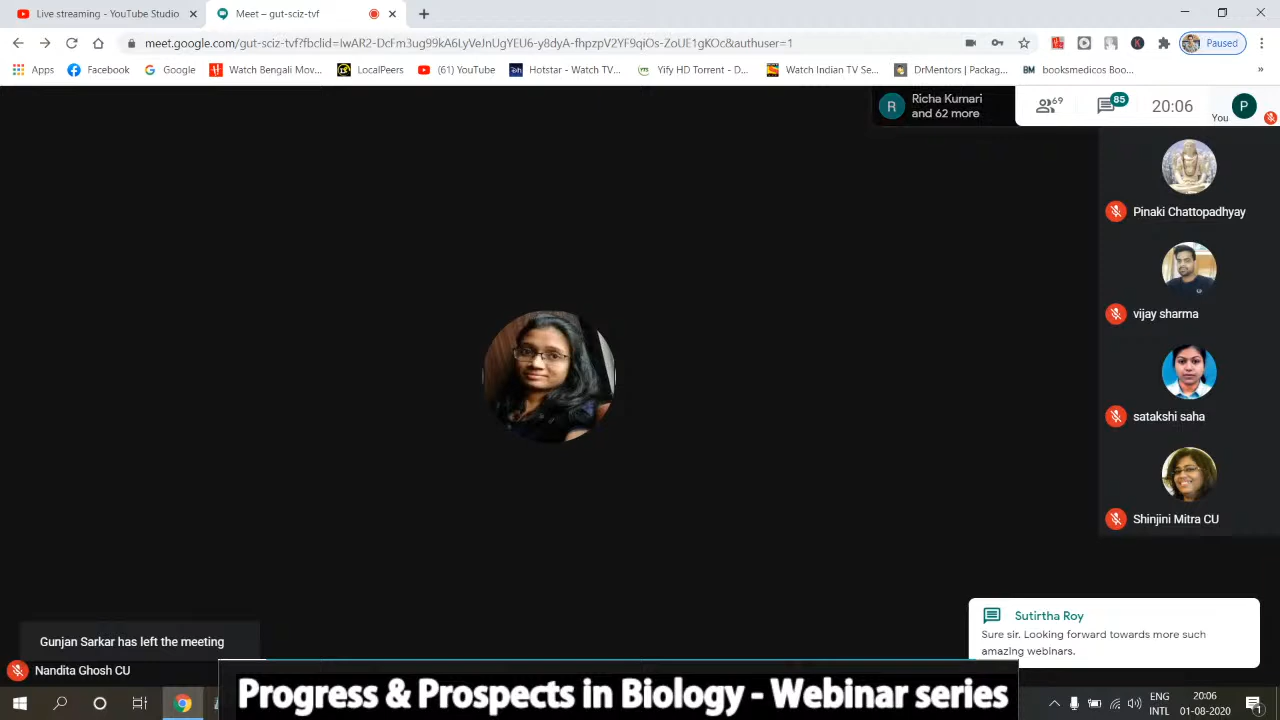 Live streaming - YouTube Studio
Meet – gut-sciz-tvf
meet.google.com/gut-sciz-tvf?fbclid=IwAR2-DcFm3ug99kA6LyVeJnUcIEiU6-y8dyA-fhpzpV2YF9qiOs-ZoUE1gKOc&authuser=1
Paused
Apps
Facebook
Google
Watch Bengali Mov...
LocalPeers
(61) YouTube
Hotstar - Watch TV...
Yify HD Torrent - D...
Watch Indian TV Se...
DrMentors | Packag...
BM booksmedicos Boo...
»
R
Richa Kumari
and 62 more
69
85
20:06
You
P
Pinaki Chattopadhyay
vijay sharma
satakshi saha
Shinjini Mitra CU
Sutirtha Roy
Sure sir. Looking forward towards more such
amazing webinars.
Gunjan Sarkar has left the meeting
Nandita Ghosh CU
Progress & Prospects in Biology - Webinar series
ENG
INTL
20:06
01-08-2020
1